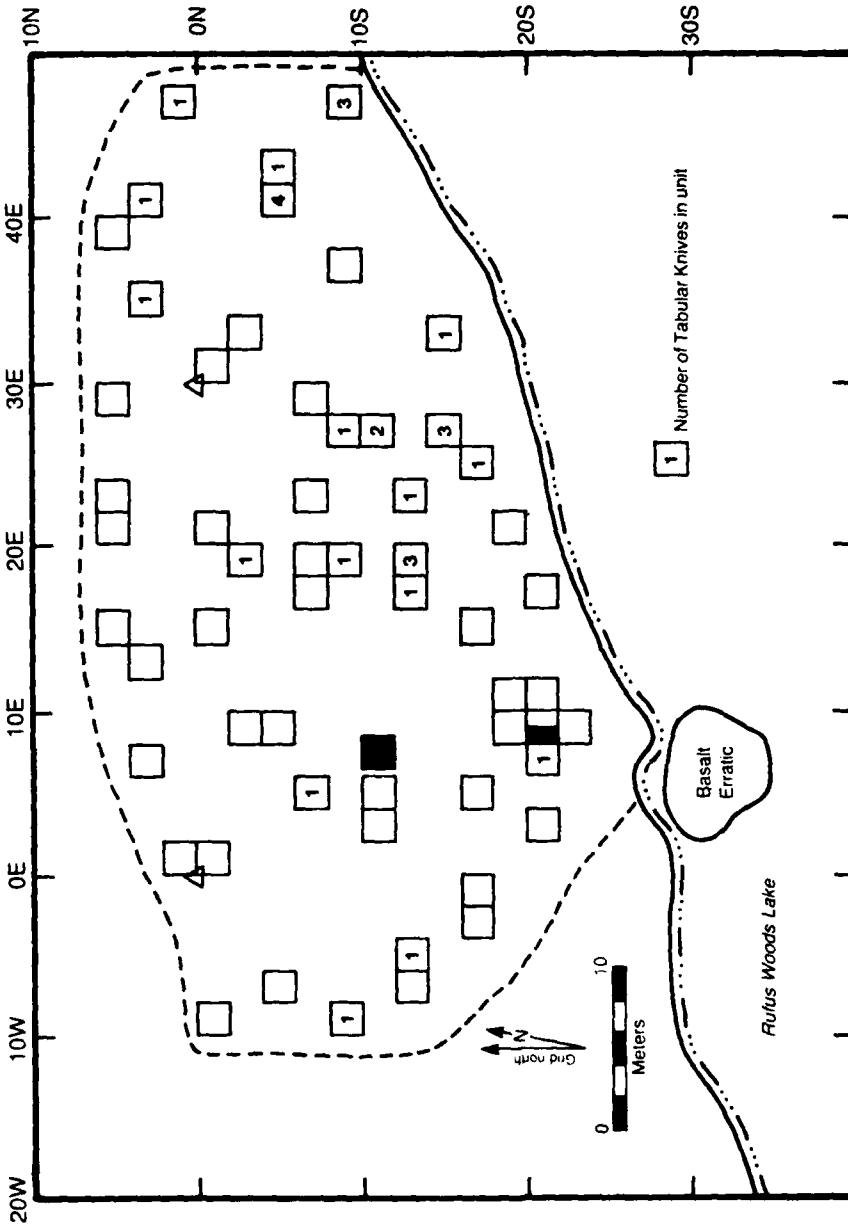 20W 10W 0E 10E 20E 30E 40E
10N
1 1
1
0N
1
4 1
1
1 1 1 3
10S
2
1 1 3 1
3 1
1
Grid north
N
20S
1
0 10
Meters
1 Number of Tabular Knives in unit
30S
Basalt
Erratic
Rufus Woods Lake